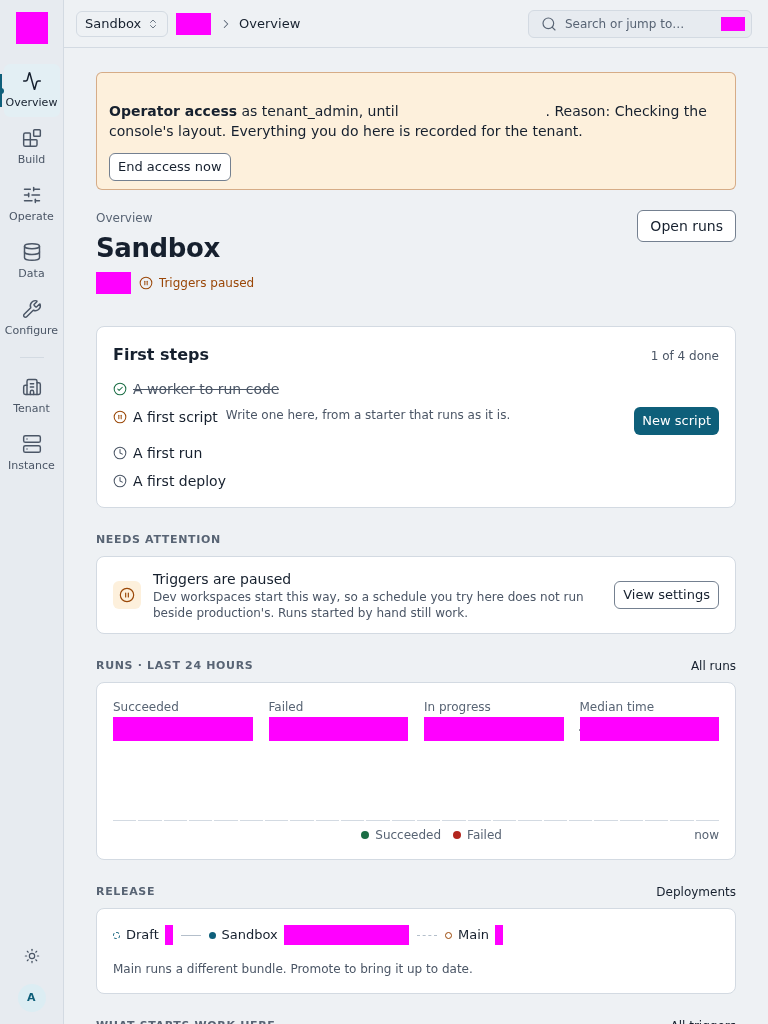 Sandbox
Overview
Search or jump to…
Overview
Build
Operate
Data
Configure
Tenant
Instance
A
Operator access as tenant_admin, until . Reason: Checking the
console's layout. Everything you do here is recorded for the tenant.
End access now
Overview
Open runs
Sandbox
Triggers paused
First steps
1 of 4 done
A worker to run code
A first script Write one here, from a starter that runs as it is.
New script
A first run
A first deploy
NEEDS ATTENTION
Triggers are paused
Dev workspaces start this way, so a schedule you try here does not run
beside production's. Runs started by hand still work.
View settings
RUNS · LAST 24 HOURS
All runs
Succeeded
Failed
In progress
Median time
Succeeded
Failed
now
RELEASE
Deployments
Draft
Sandbox
Main
Main runs a different bundle. Promote to bring it up to date.
WHAT STARTS WORK HERE
All triggers